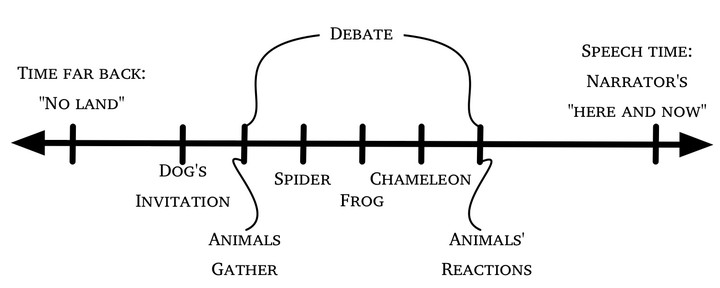 Debate
Time far back:
"No land"
Speech time:
Narrator's
"here and now"
Dog's
Invitation
Spider
Frog
Chameleon
Animals
Gather
Animals'
Reactions